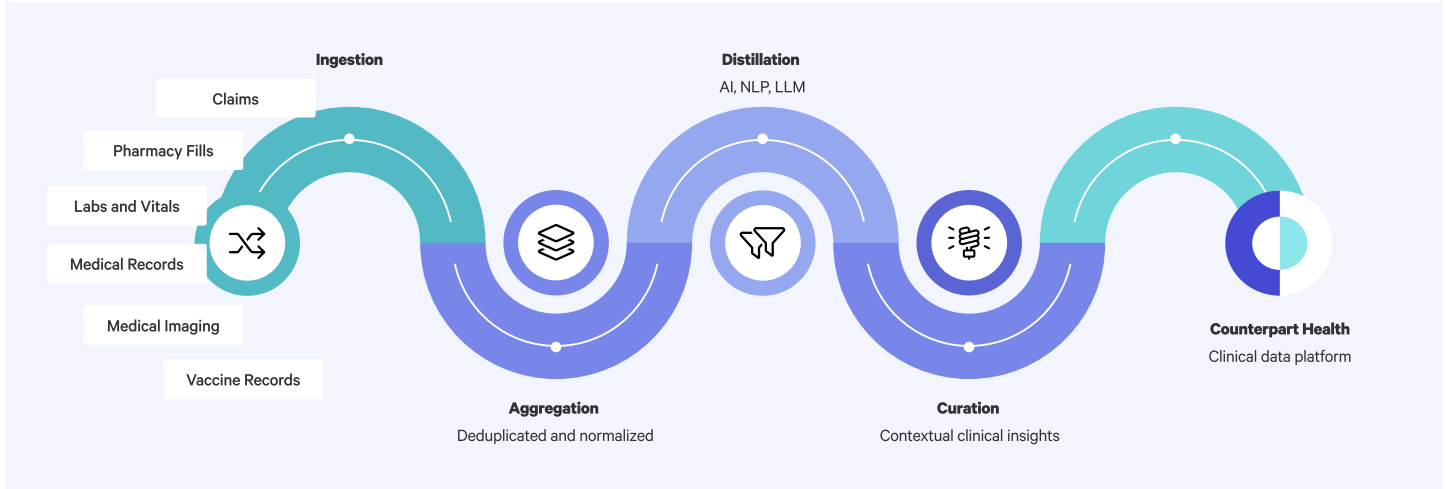 Ingestion
Claims
Pharmacy Fills
Labs and Vitals
Medical Records
Medical Imaging
Vaccine Records
Aggregation
Deduplicated and normalized
Distillation
AI, NLP, LLM
Curation
Contextual clinical insights
Counterpart Health
Clinical data platform